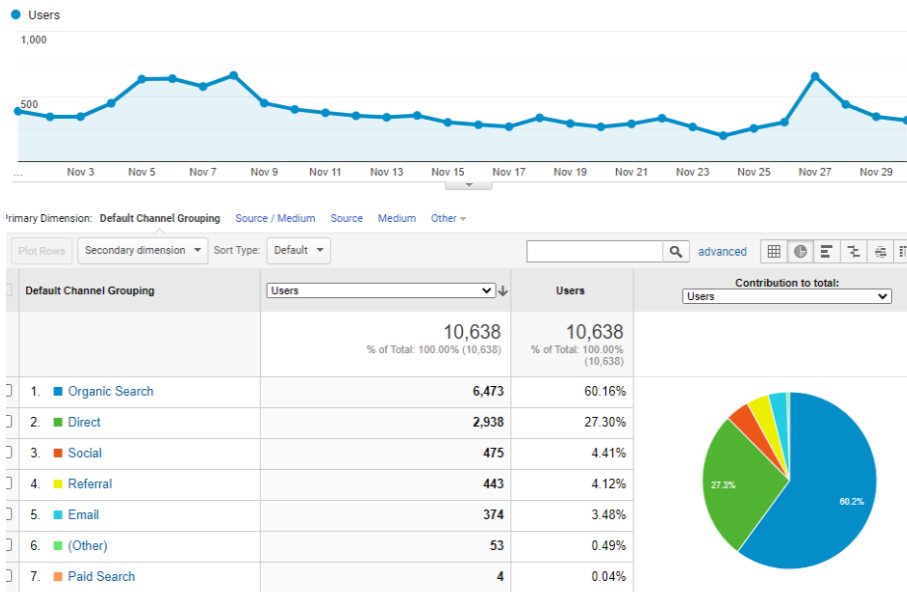 Users
1,000
500
... Nov 3 Nov 5 Nov 7 Nov 9 Nov 11 Nov 13 Nov 15 Nov 17 Nov 19 Nov 21 Nov 23 Nov 25 Nov 27 Nov 29
Primary Dimension: Default Channel Grouping Source / Medium Source Medium Other
Plot Rows Secondary dimension Sort Type: Default advanced
Default Channel Grouping Users Users Contribution to total:
Users
10,638 10,638
% of Total: 100.00% (10,638) % of Total: 100.00%
(10,638)
1. Organic Search 6,473 60.16%
2. Direct 2,938 27.30%
3. Social 475 4.41%
4. Referral 443 4.12%
5. Email 374 3.48%
6. (Other) 53 0.49%
7. Paid Search 4 0.04%
27.3%
60.2%